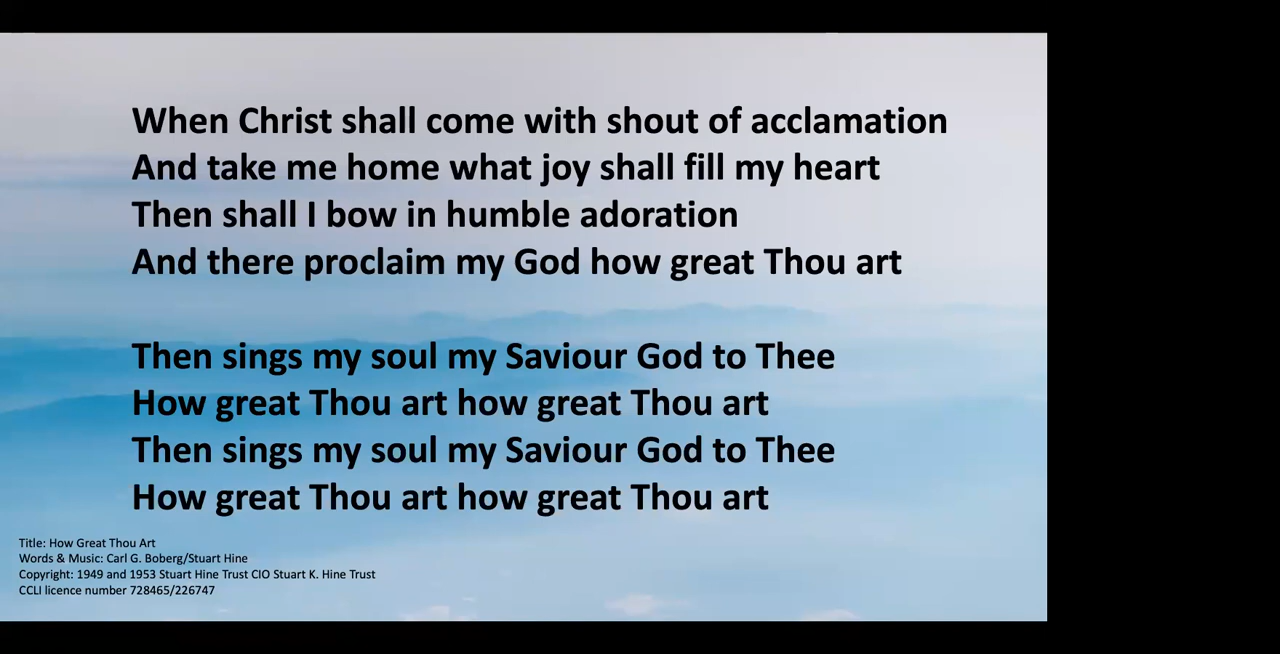 When Christ shall come with shout of acclamation
And take me home what joy shall fill my heart
Then shall I bow in humble adoration
And there proclaim my God how great Thou art
Then sings my soul my Saviour God to Thee
How great Thou art how great Thou art
Then sings my soul my Saviour God to Thee
How great Thou art how great Thou art
Title: How Great Thou Art
Words & Music: Carl G. Boberg/Stuart Hine
Copyright: 1949 and 1953 Stuart Hine Trust CIO Stuart K. Hine Trust
CCLI licence number 728465/226747